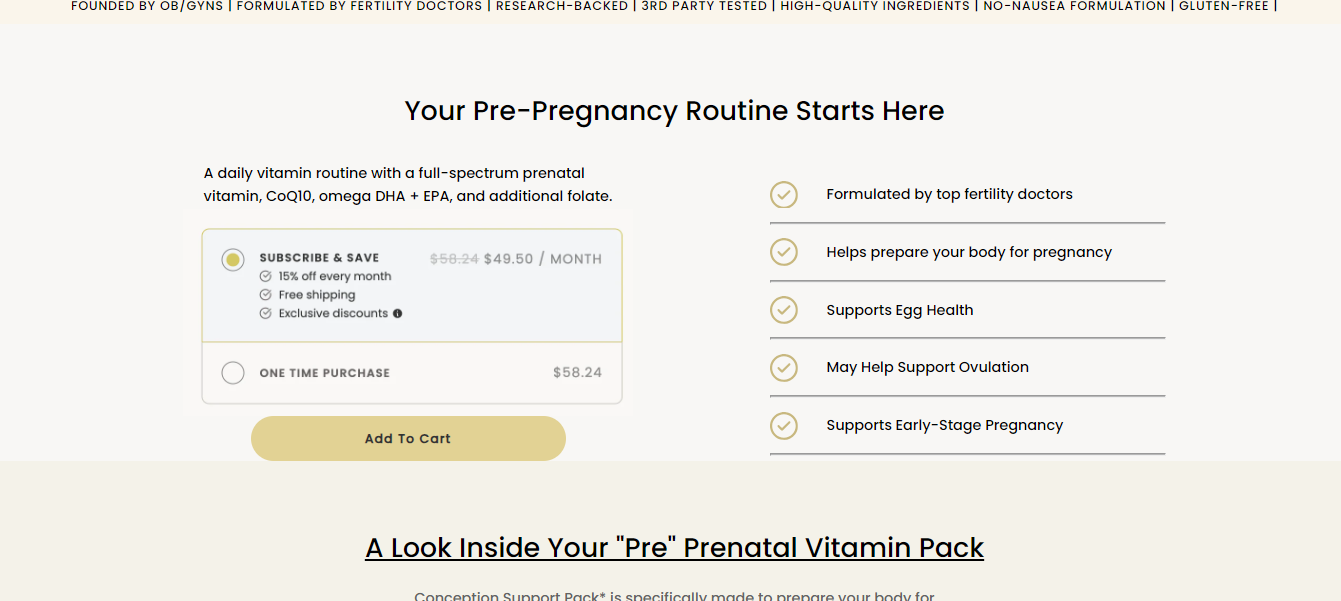 FOUNDED BY OB/GYNS | FORMULATED BY FERTILITY DOCTORS | RESEARCH-BACKED | 3RD PARTY TESTED | HIGH-QUALITY INGREDIENTS | NO-NAUSEA FORMULATION | GLUTEN-FREE |
Your Pre-Pregnancy Routine Starts Here
A daily vitamin routine with a full-spectrum prenatal
vitamin, CoQ10, omega DHA + EPA, and additional folate.
SUBSCRIBE & SAVE $58.24 $49.50 / MONTH
15% off every month
Free shipping
Exclusive discounts
ONE TIME PURCHASE $58.24
Add To Cart
Formulated by top fertility doctors
Helps prepare your body for pregnancy
Supports Egg Health
May Help Support Ovulation
Supports Early-Stage Pregnancy
A Look Inside Your "Pre" Prenatal Vitamin Pack
Conception Support Pack* is specifically made to prepare your body for